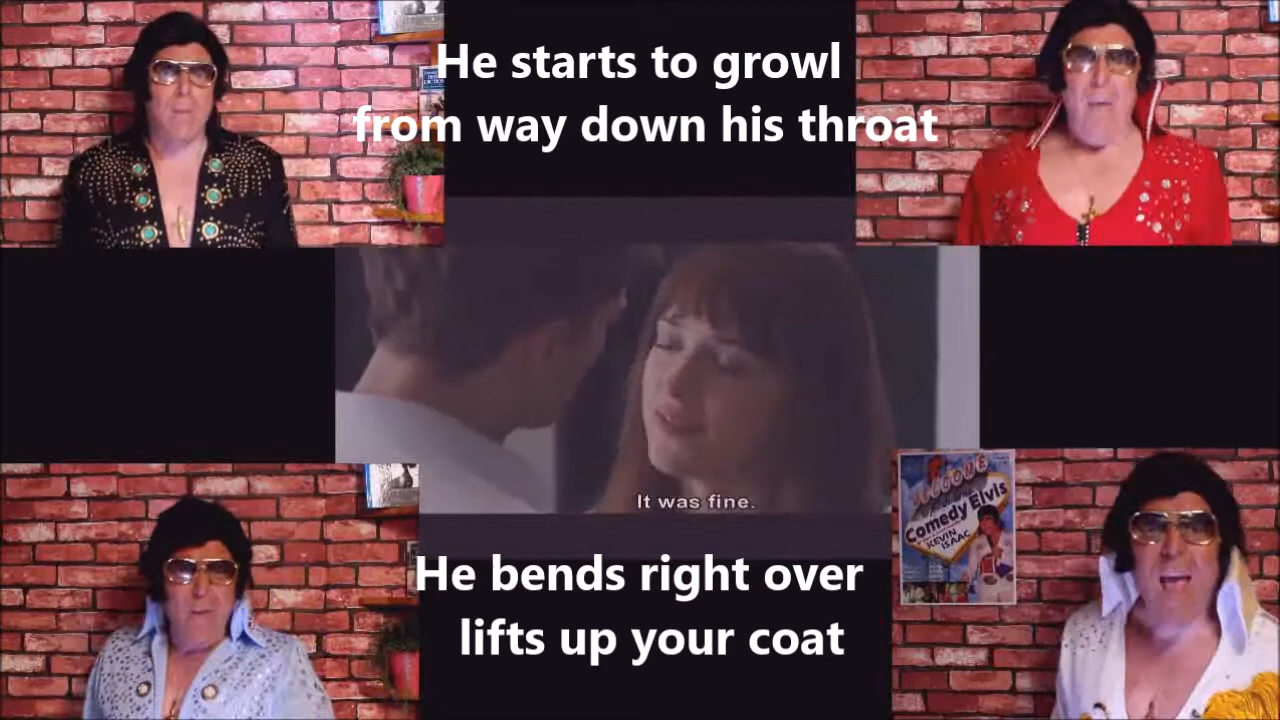 He starts to growl
from way down his throat
It was fine.
WELCOME
Comedy Elvis
KEVIN
ISAAC
He bends right over
lifts up your coat